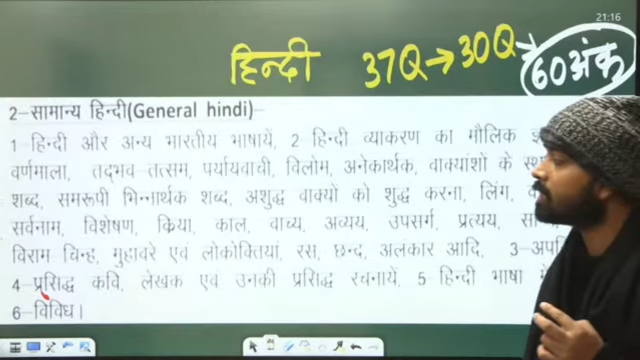 21:16
हिन्दी 37Q→30Q→60अंक
2–सामान्य हिन्दी(General hindi)–
1–हिन्दी और अन्य भारतीय भाषायें, 2–हिन्दी व्याकरण का मौलिक
वर्णमाला, तद्भव–तत्सम, पर्यायवाची, विलोम, अनेकार्थक, वाक्यांशो के
शब्द, समरूपी भिन्नार्थक शब्द, अशुद्ध वाक्यों को शुद्ध करना, लिंग,
सर्वनाम, विशेषण, क्रिया, काल, वाच्य, अव्यय, उपसर्ग, प्रत्यय,
विराम चिन्ह, मुहावरे एवं लोकोक्तियां, रस, छन्द, अलंकार आदि, 3–
4–प्रसिद्ध कवि, लेखक एवं उनकी प्रसिद्ध रचनायें, 5–हिन्दी भाषा
6–विविध।